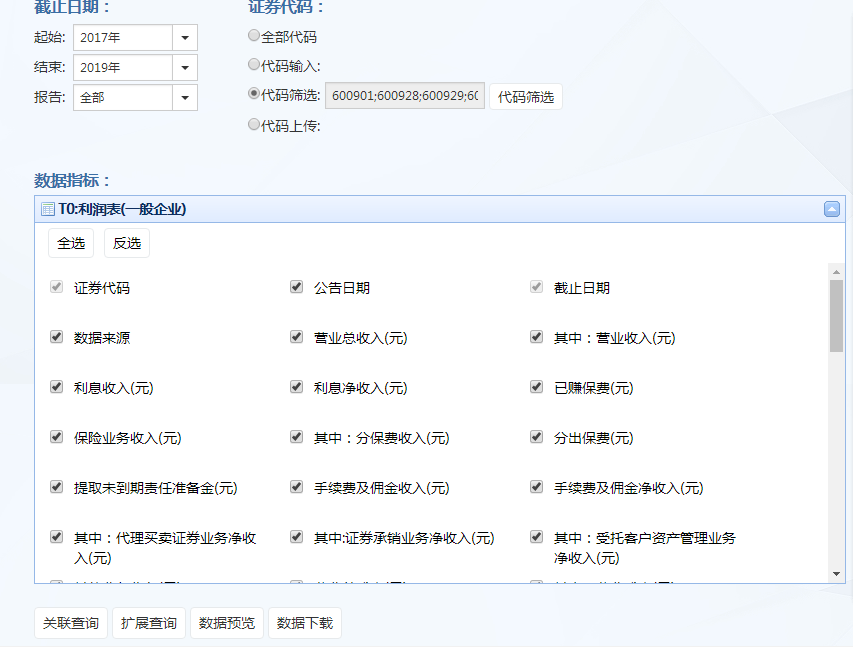 截止日期：
证券代码：
起始: 2017年
全部代码
结束: 2019年
代码输入:
报告: 全部
代码筛选: 600901;600928;600929;60 代码筛选
代码上传:
数据指标：
T0:利润表(一般企业)
全选 反选
证券代码 公告日期 截止日期
数据来源 营业总收入(元) 其中：营业收入(元)
利息收入(元) 利息净收入(元) 已赚保费(元)
保险业务收入(元) 其中：分保费收入(元) 分出保费(元)
提取未到期责任准备金(元) 手续费及佣金收入(元) 手续费及佣金净收入(元)
其中：代理买卖证券业务净收 其中:证券承销业务净收入(元) 其中：受托客户资产管理业务
入(元) 净收入(元)
关联查询 扩展查询 数据预览 数据下载